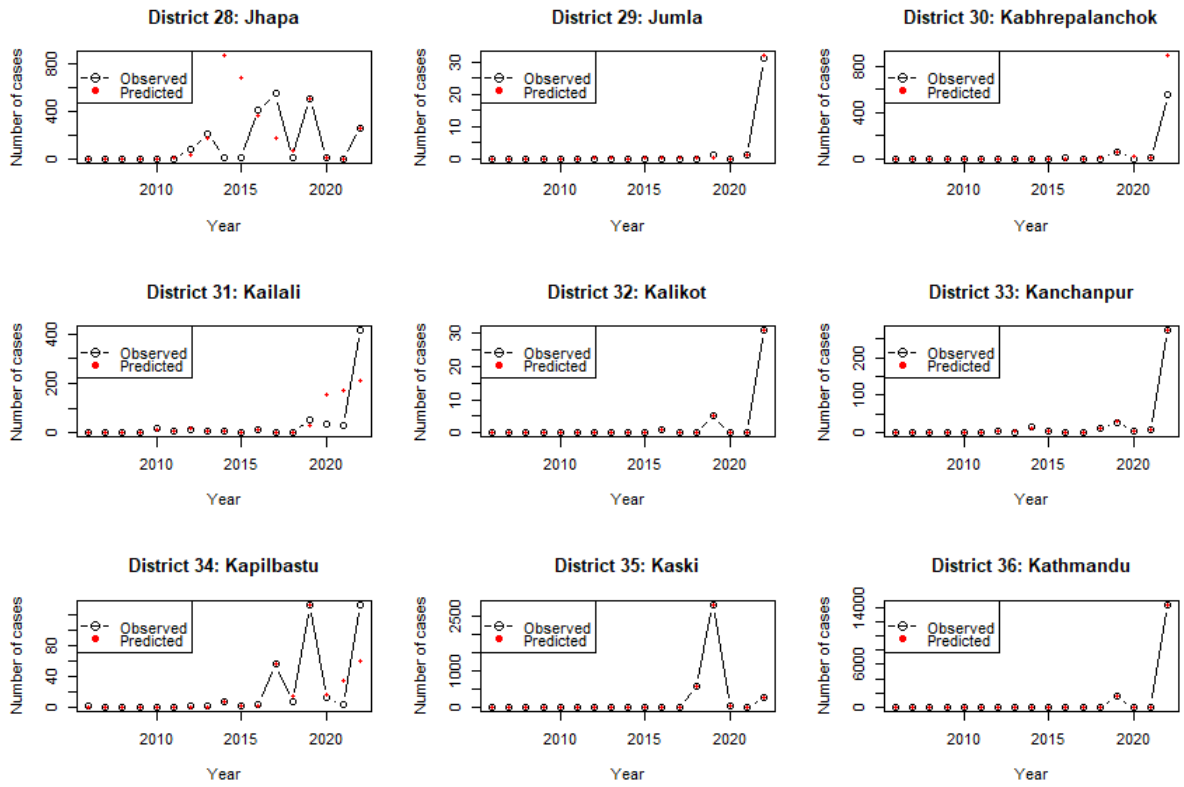 District 28: Jhapa
Number of cases
0 400 800
Observed
Predicted
2010 2015 2020
Year
District 29: Jumla
Number of cases
0 10 20 30
Observed
Predicted
2010 2015 2020
Year
District 30: Kabhrepalanchok
Number of cases
0 400 800
Observed
Predicted
2010 2015 2020
Year
District 31: Kailali
Number of cases
0 200 400
Observed
Predicted
2010 2015 2020
Year
District 32: Kalikot
Number of cases
0 10 20 30
Observed
Predicted
2010 2015 2020
Year
District 33: Kanchanpur
Number of cases
0 100 200
Observed
Predicted
2010 2015 2020
Year
District 34: Kapilbastu
Number of cases
0 40 80
Observed
Predicted
2010 2015 2020
Year
District 35: Kaski
Number of cases
0 1000 2500
Observed
Predicted
2010 2015 2020
Year
District 36: Kathmandu
Number of cases
0 6000 14000
Observed
Predicted
2010 2015 2020
Year